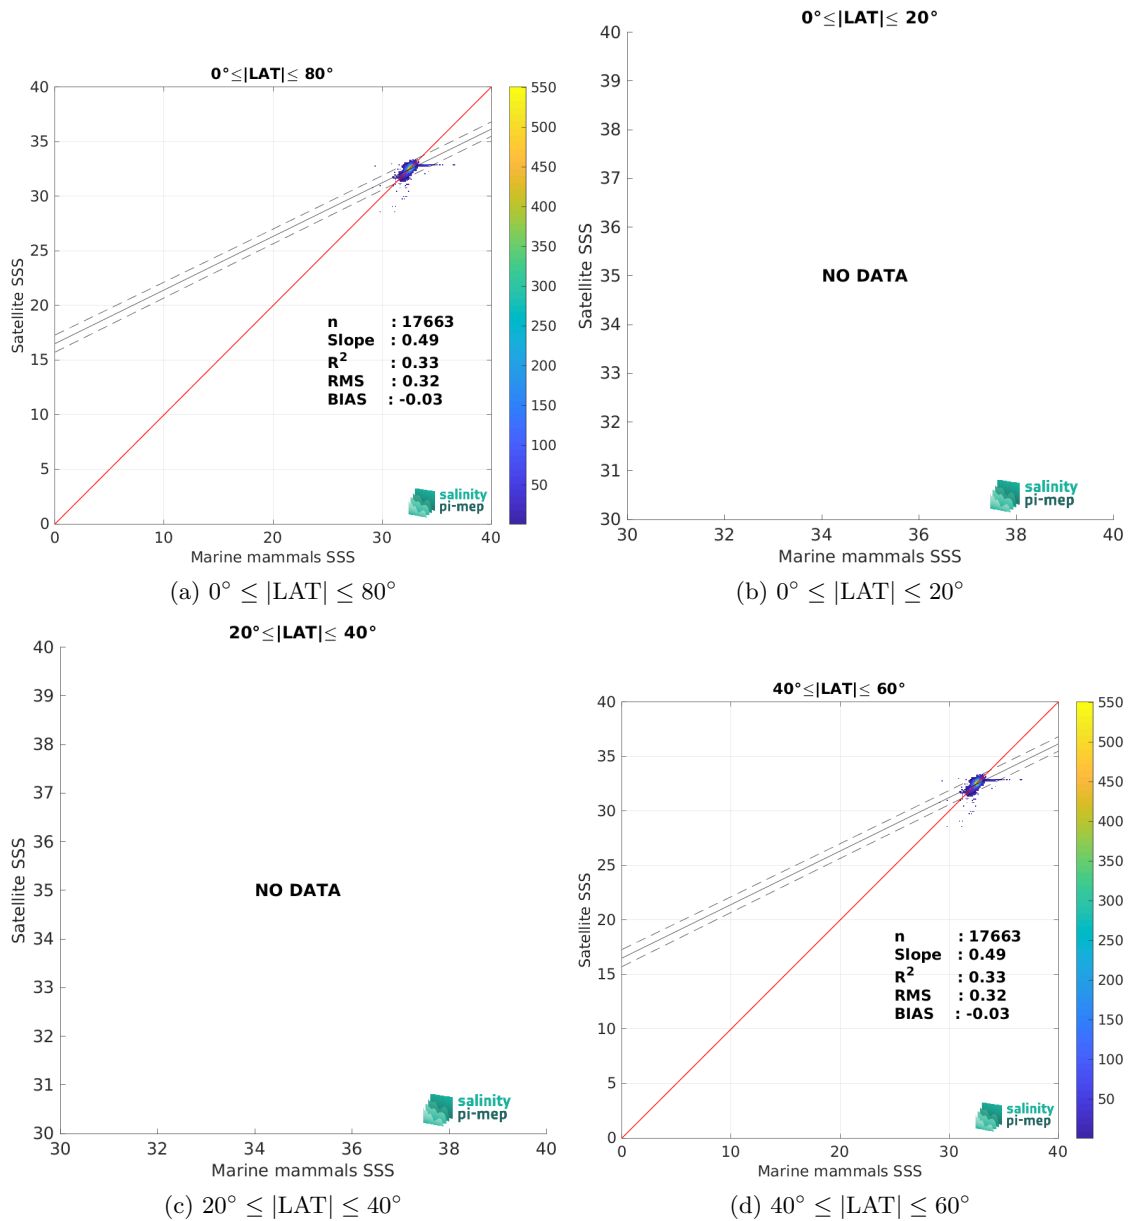 0°≤|LAT|≤ 80°
40
35
30
25
20
15
10
5
0
Satellite SSS
n : 17663
Slope : 0.49
R² : 0.33
RMS : 0.32
BIAS : -0.03
salinity
pi-mep
0 10 20 30 40
Marine mammals SSS
550
500
450
400
350
300
250
200
150
100
50
(a) 0° ≤ |LAT| ≤ 80°
0°≤|LAT|≤ 20°
40
39
38
37
36
35
34
33
32
31
30
Satellite SSS
NO DATA
salinity
pi-mep
30 32 34 36 38 40
Marine mammals SSS
(b) 0° ≤ |LAT| ≤ 20°
20°≤|LAT|≤ 40°
40
39
38
37
36
35
34
33
32
31
30
Satellite SSS
NO DATA
salinity
pi-mep
30 32 34 36 38 40
Marine mammals SSS
(c) 20° ≤ |LAT| ≤ 40°
40°≤|LAT|≤ 60°
40
35
30
25
20
15
10
5
0
Satellite SSS
n : 17663
Slope : 0.49
R² : 0.33
RMS : 0.32
BIAS : -0.03
salinity
pi-mep
0 10 20 30 40
Marine mammals SSS
550
500
450
400
350
300
250
200
150
100
50
(d) 40° ≤ |LAT| ≤ 60°